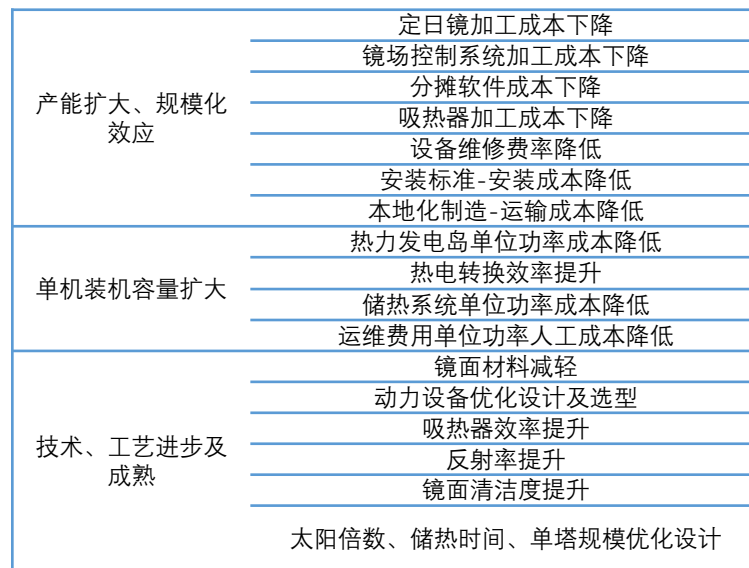 产能扩大、规模化
效应
定日镜加工成本下降
镜场控制系统加工成本下降
分摊软件成本下降
吸热器加工成本下降
设备维修费率降低
安装标准-安装成本降低
本地化制造-运输成本降低
单机装机容量扩大
热力发电岛单位功率成本降低
热电转换效率提升
储热系统单位功率成本降低
运维费用单位功率人工成本降低
技术、工艺进步及
成熟
镜面材料减轻
动力设备优化设计及选型
吸热器效率提升
反射率提升
镜面清洁度提升
太阳倍数、储热时间、单塔规模优化设计